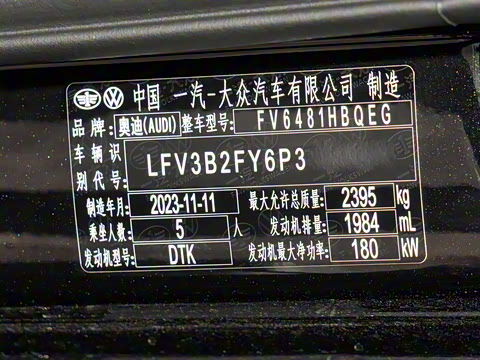 中国 一汽-大众汽车有限公司 制造
品牌: 奥迪(AUDI) 整车型号: FV6481HBQEG
车辆识别代号: LFV3B2FY6P3
制造年月: 2023-11-11 最大允许总质量: 2395 kg
乘坐人数: 5 人 发动机排量: 1984 mL
发动机型号: DTK 发动机最大净功率: 180 kW